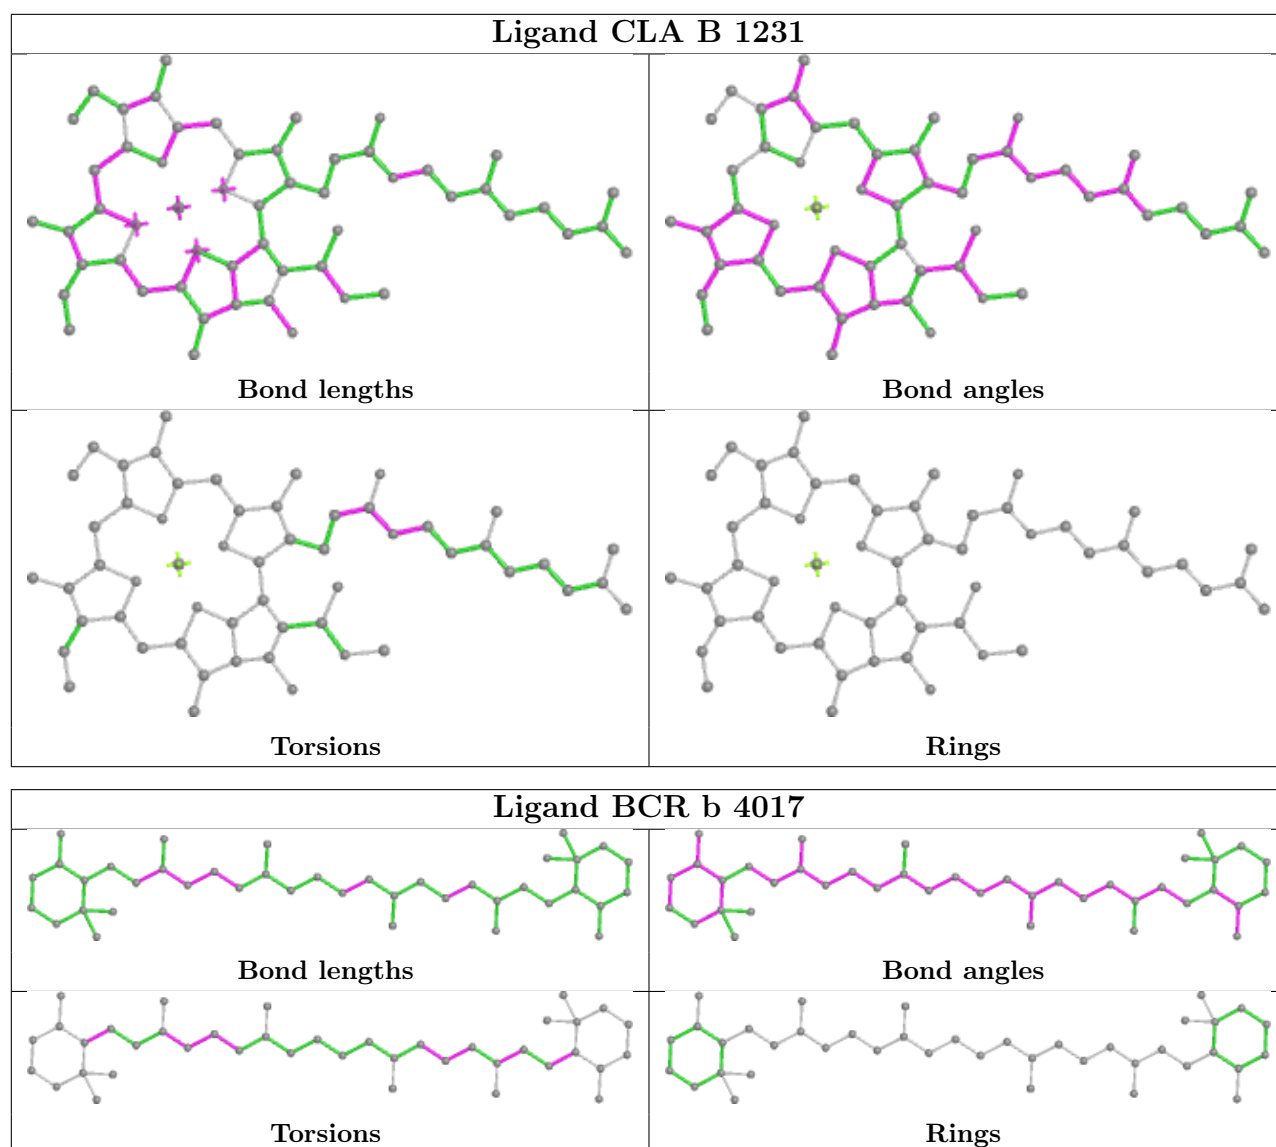 Ligand CLA B 1231
Bond lengths
Bond angles
Torsions
Rings
Ligand BCR b 4017
Bond lengths
Bond angles
Torsions
Rings